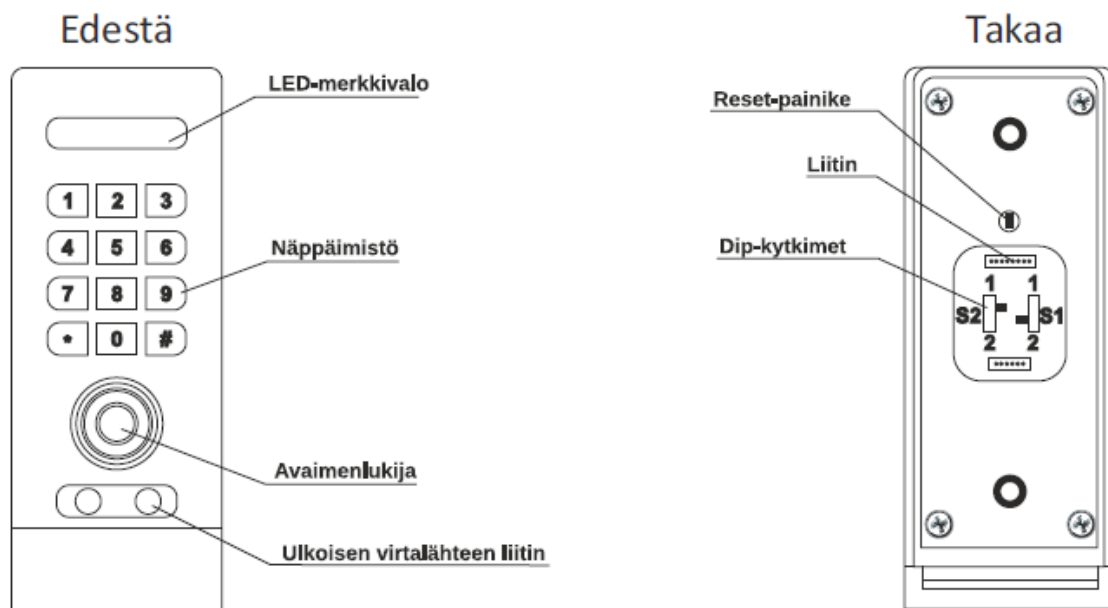 Edestä
LED-merkkivalo
1 2 3
4 5 6
7 8 9
* 0 #
Näppäimistö
Avaimenlukija
Ulkoisen virtalähteen liitin
Takaa
Reset-painike
Liitin
Dip-kytkimet
1 1
S2 S1
2 2